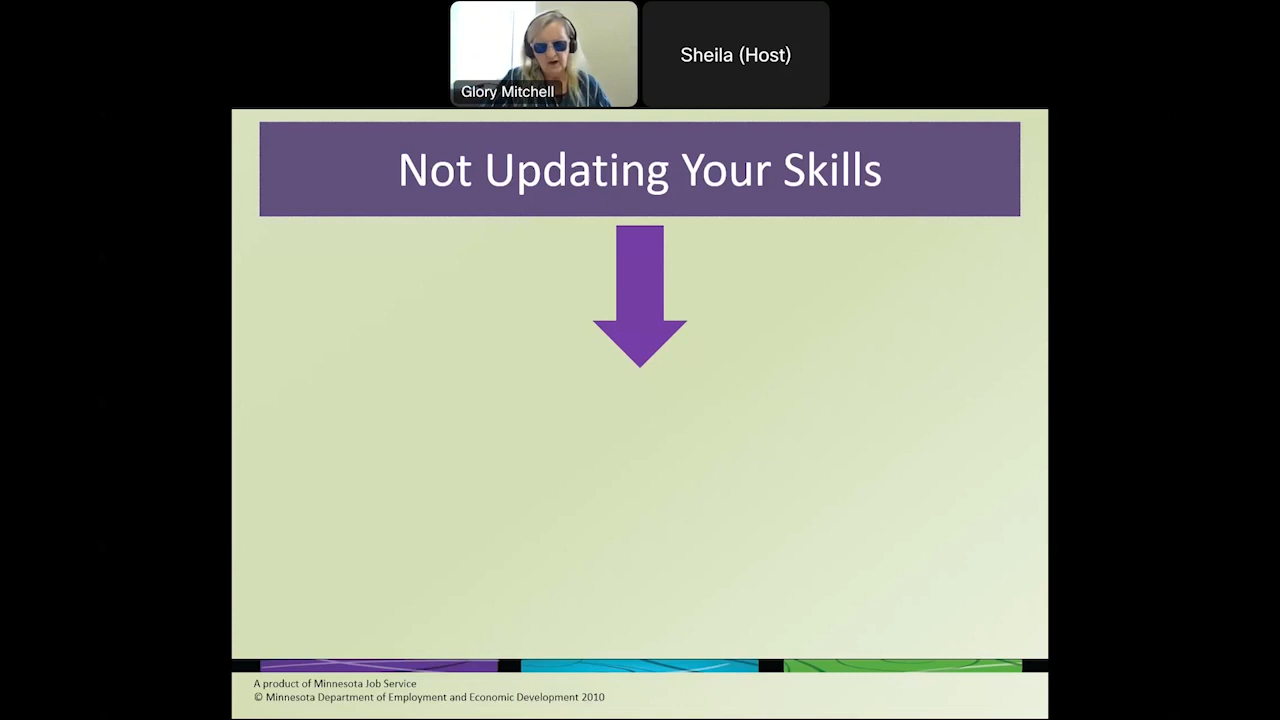 Glory Mitchell
Sheila (Host)
Not Updating Your Skills
A product of Minnesota Job Service
© Minnesota Department of Employment and Economic Development 2010